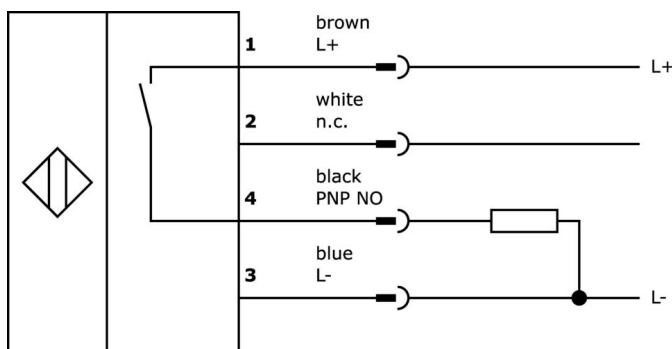 brown
1 L+ L+
white
2 n.c.
black
4 PNP NO
blue
3 L- L-